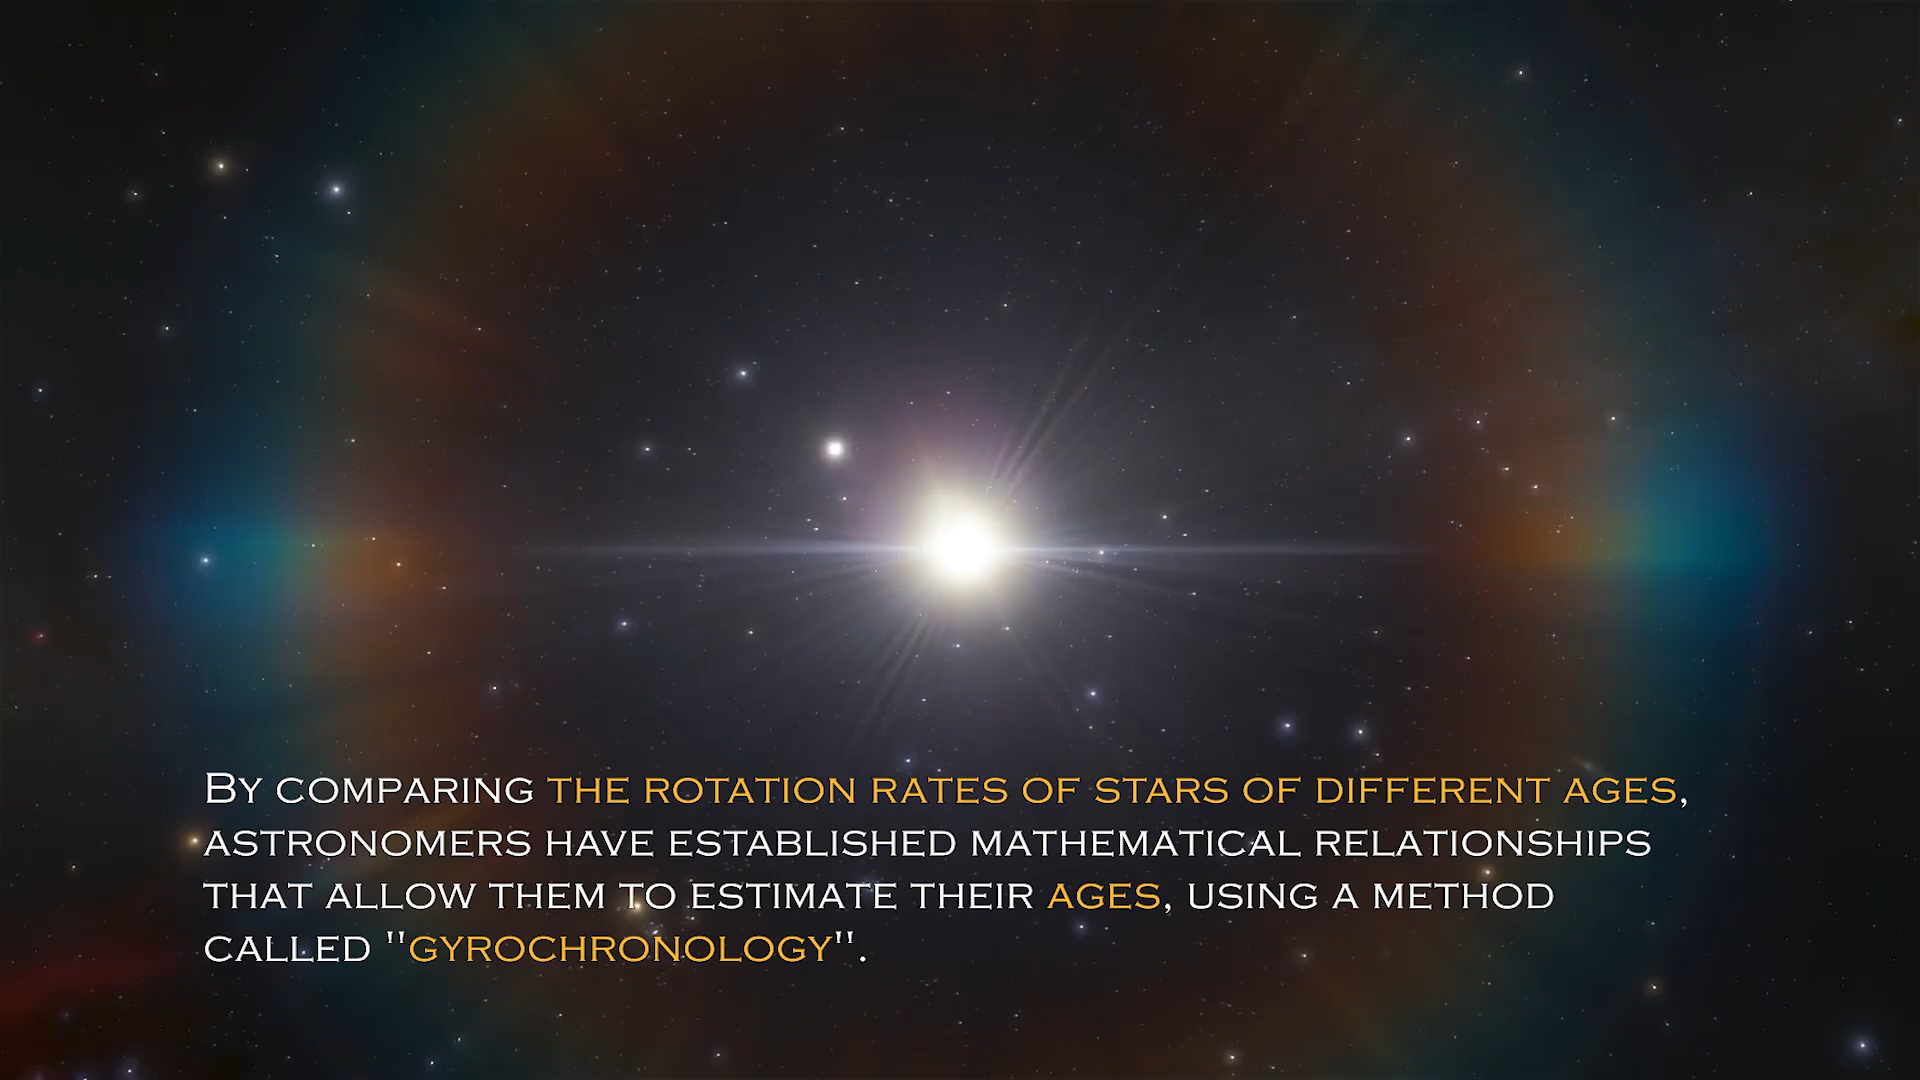 By comparing the rotation rates of stars of different ages,
astronomers have established mathematical relationships
that allow them to estimate their ages, using a method
called "gyrochronology".